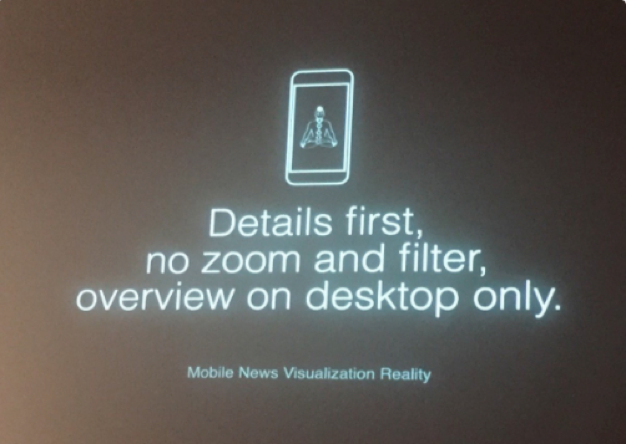 Details first,
no zoom and filter,
overview on desktop only.
Mobile News Visualization Reality